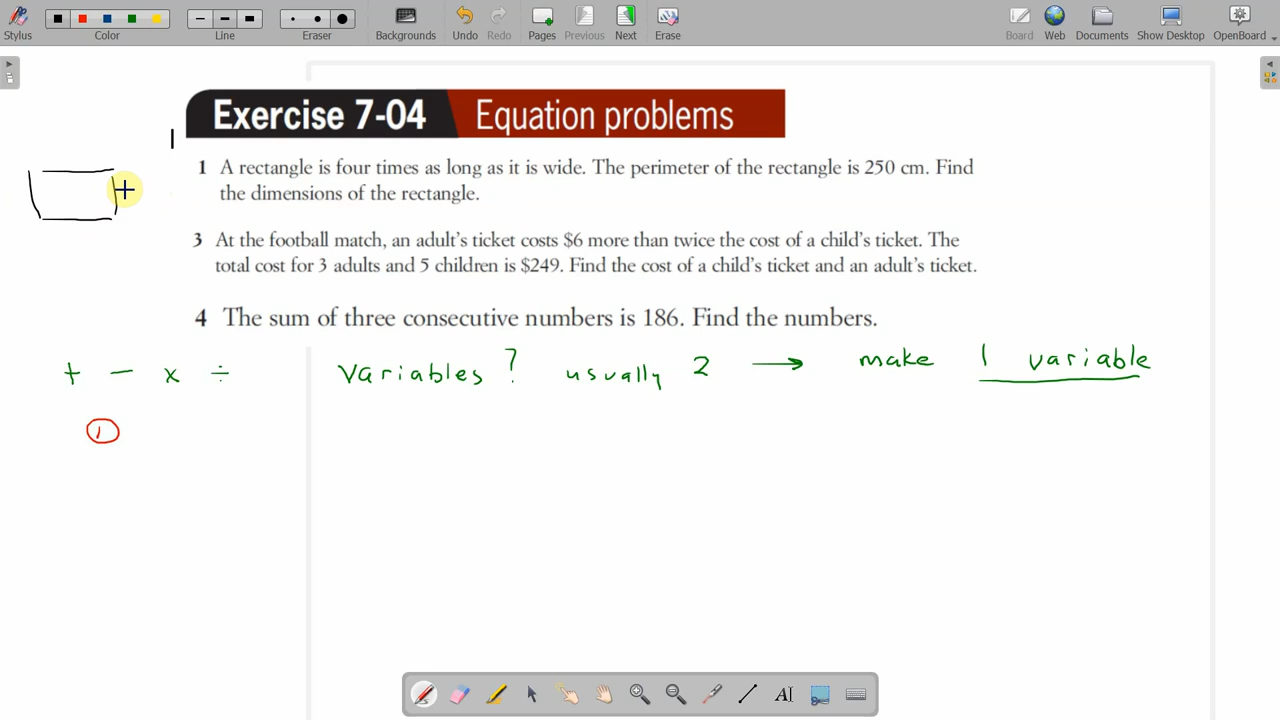 Stylus Color Line Eraser Backgrounds Undo Redo Pages Previous Next Erase Board Web Documents Show Desktop OpenBoard
Exercise 7-04 Equation problems
1 A rectangle is four times as long as it is wide. The perimeter of the rectangle is 250 cm. Find
the dimensions of the rectangle.
3 At the football match, an adult's ticket costs $6 more than twice the cost of a child's ticket. The
total cost for 3 adults and 5 children is $249. Find the cost of a child's ticket and an adult's ticket.
4 The sum of three consecutive numbers is 186. Find the numbers.
+ − × ÷ Variables? usually 2 → make 1 variable
①
AI